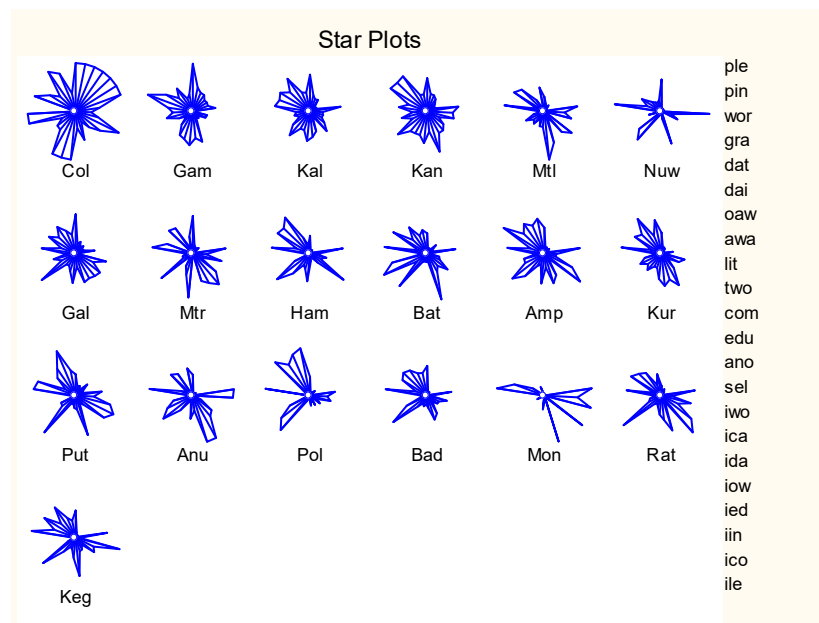 Star Plots
Col Gam Kal Kan Mtl Nuw
Gal Mtr Ham Bat Amp Kur
Put Anu Pol Bad Mon Rat
Keg
ple
pin
wor
gra
dat
dai
oaw
awa
lit
two
com
edu
ano
sel
iwo
ica
ida
iow
ied
iin
ico
ile